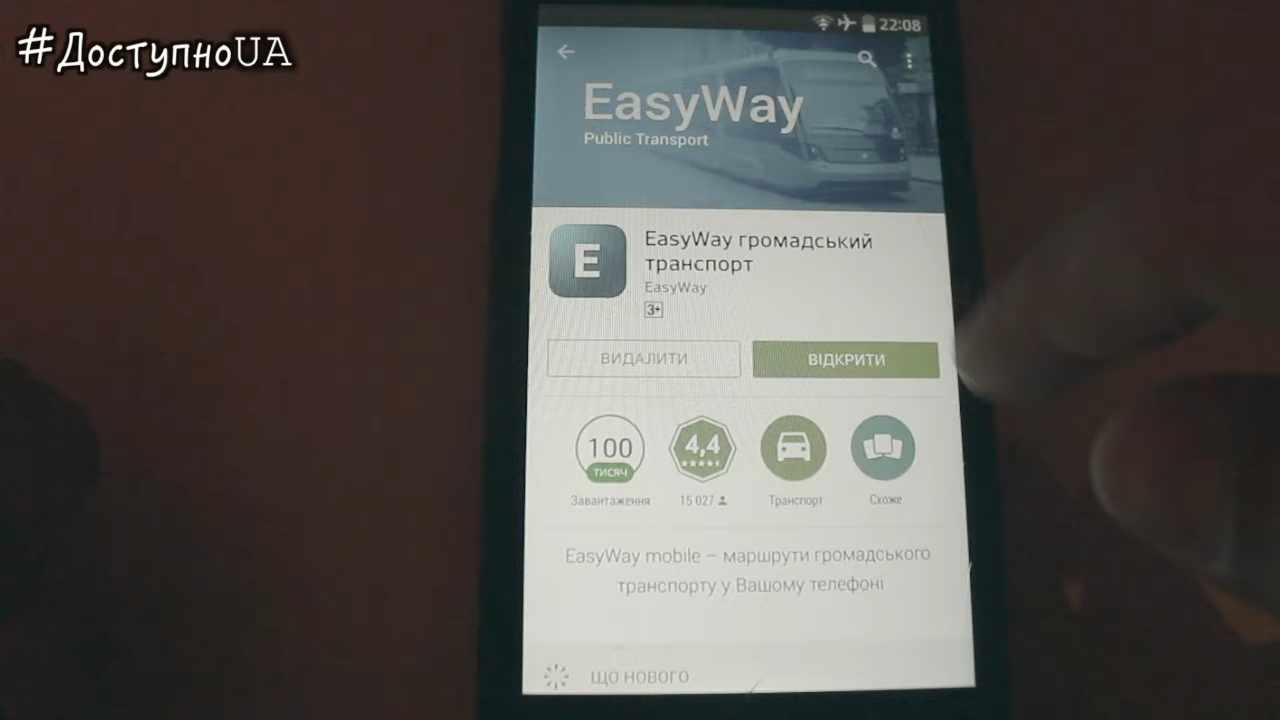 #ДоступноUA
22:08
EasyWay
Public Transport
E
EasyWay громадський
транспорт
EasyWay
3+
ВИДАЛИТИ
ВІДКРИТИ
100
ТИСЯЧ
4,4
Завантаження
15 027
Транспорт
Схоже
EasyWay mobile – маршрути громадського
транспорту у Вашому телефоні
ЩО НОВОГО